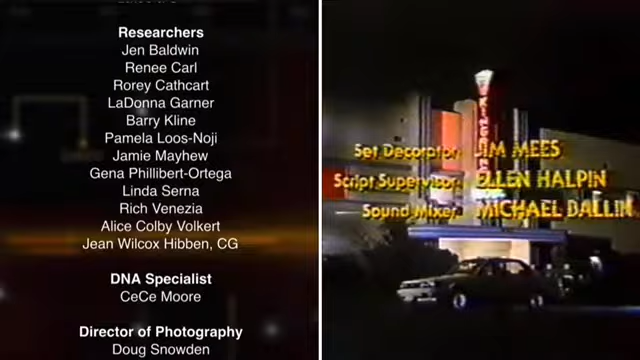 Researchers
Jen Baldwin
Renee Carl
Rorey Cathcart
LaDonna Garner
Barry Kline
Pamela Loos-Noji
Jamie Mayhew
Gena Phillibert-Ortega
Linda Serna
Rich Venezia
Alice Colby Volkert
Jean Wilcox Hibben, CG
DNA Specialist
CeCe Moore
Director of Photography
Doug Snowden
Set Decorator JIM MEES
Script Supervisor ELLEN HALPIN
Sound Mixer MICHAEL BALLIN